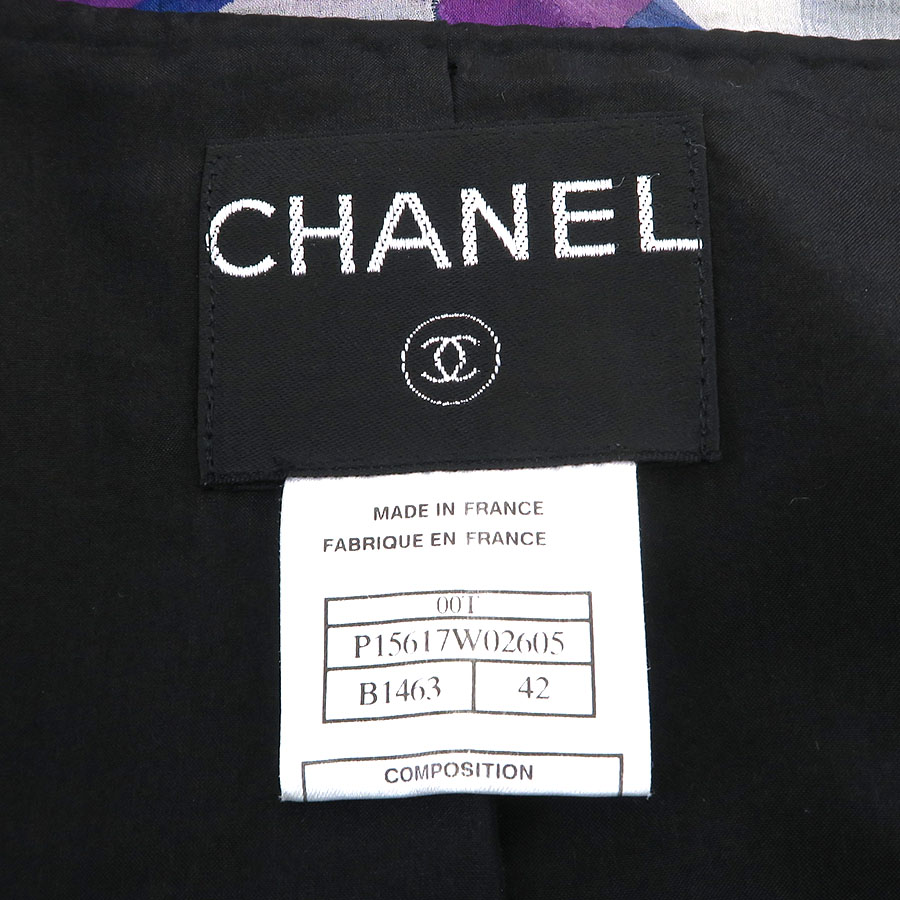 CHANEL
MADE IN FRANCE
FABRIQUE EN FRANCE
00T
P15617W02605
B1463 42
COMPOSITION